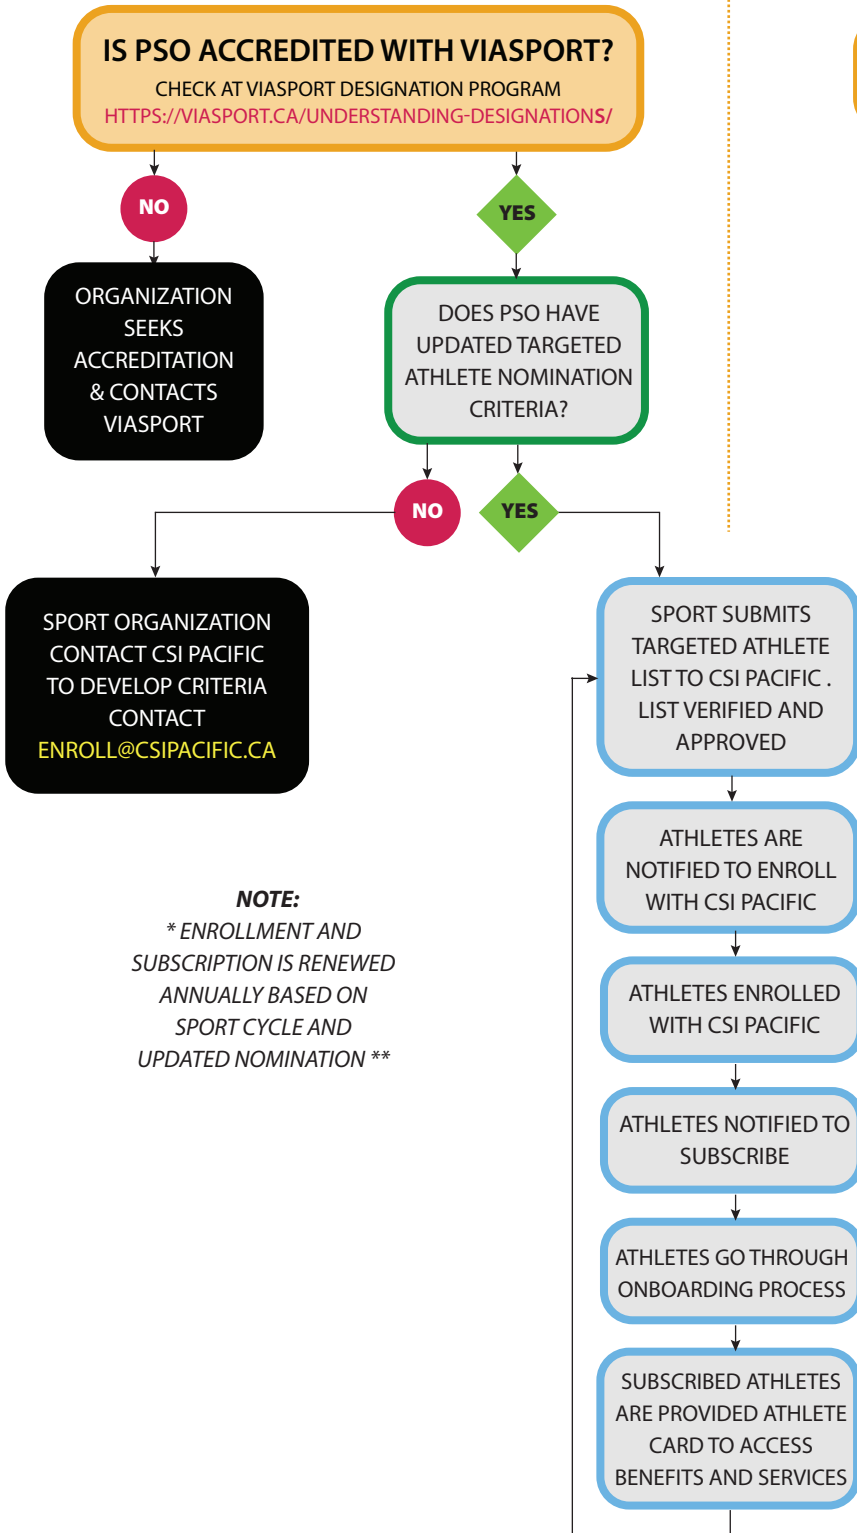 IS PSO ACCREDITED WITH VIASPORT?
CHECK AT VIASPORT DESIGNATION PROGRAM
HTTPS://VIASPORT.CA/UNDERSTANDING-DESIGNATIONS/
NO
YES
ORGANIZATION
SEEKS
ACCREDITATION
& CONTACTS
VIASPORT
DOES PSO HAVE
UPDATED TARGETED
ATHLETE NOMINATION
CRITERIA?
NO
YES
SPORT ORGANIZATION
CONTACT CSI PACIFIC
TO DEVELOP CRITERIA
CONTACT
ENROLL@CSIPACIFIC.CA
SPORT SUBMITS
TARGETED ATHLETE
LIST TO CSI PACIFIC .
LIST VERIFIED AND
APPROVED
ATHLETES ARE
NOTIFIED TO ENROLL
WITH CSI PACIFIC
NOTE:
* ENROLLMENT AND
SUBSCRIPTION IS RENEWED
ANNUALLY BASED ON
SPORT CYCLE AND
UPDATED NOMINATION **
ATHLETES ENROLLED
WITH CSI PACIFIC
ATHLETES NOTIFIED TO
SUBSCRIBE
ATHLETES GO THROUGH
ONBOARDING PROCESS
SUBSCRIBED ATHLETES
ARE PROVIDED ATHLETE
CARD TO ACCESS
BENEFITS AND SERVICES